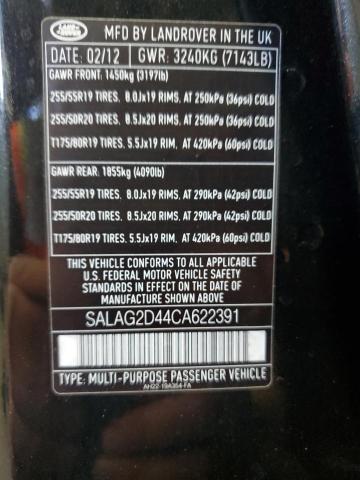 LAND ROVER
MFD BY LANDROVER IN THE UK
DATE: 02/12 GWR: 3240KG (7143LB)
GAWR FRONT: 1450kg (3197lb)
255/55R19 TIRES. 8.0Jx19 RIMS, AT 250kPa (36psi) COLD
255/50R20 TIRES. 8.5Jx20 RIMS, AT 250kPa (36psi) COLD
T175/80R19 TIRES. 5.5Jx19 RIM, AT 420kPa (60psi) COLD
GAWR REAR: 1855kg (4090lb)
255/55R19 TIRES. 8.0Jx19 RIMS, AT 290kPa (42psi) COLD
255/50R20 TIRES. 8.5Jx20 RIMS, AT 290kPa (42psi) COLD
T175/80R19 TIRES. 5.5Jx19 RIM, AT 420kPa (60psi) COLD
THIS VEHICLE CONFORMS TO ALL APPLICABLE
U.S. FEDERAL MOTOR VEHICLE SAFETY
STANDARDS IN EFFECT ON THE DATE OF
MANUFACTURE SHOWN ABOVE
SALAG2D44CA622391
TYPE: MULTI-PURPOSE PASSENGER VEHICLE
AH22-19A354-FA